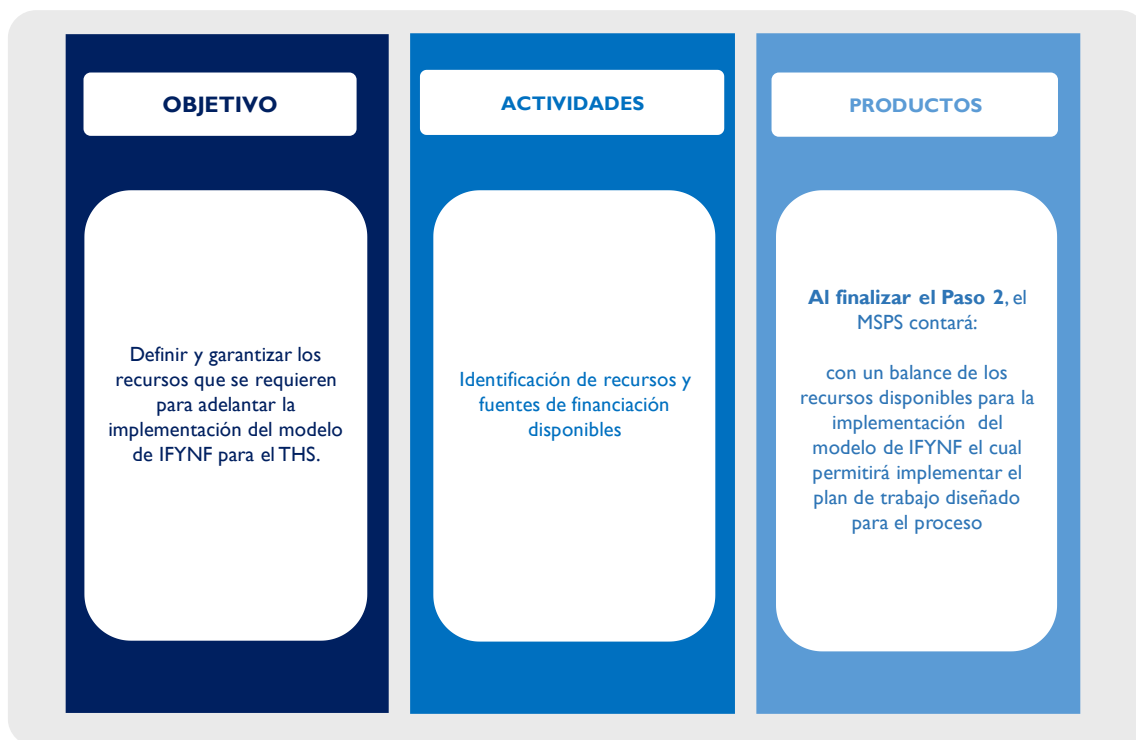 OBJETIVO
Definir y garantizar los
recursos que se requieren
para adelantar la
implementación del modelo
de IFYNF para el THS.
ACTIVIDADES
Identificación de recursos y
fuentes de financiación
disponibles
PRODUCTOS
Al finalizar el Paso 2, el
MSPS contará:
con un balance de los
recursos disponibles para la
implementación del
modelo de IFYNF el cual
permitirá implementar el
plan de trabajo diseñado
para el proceso